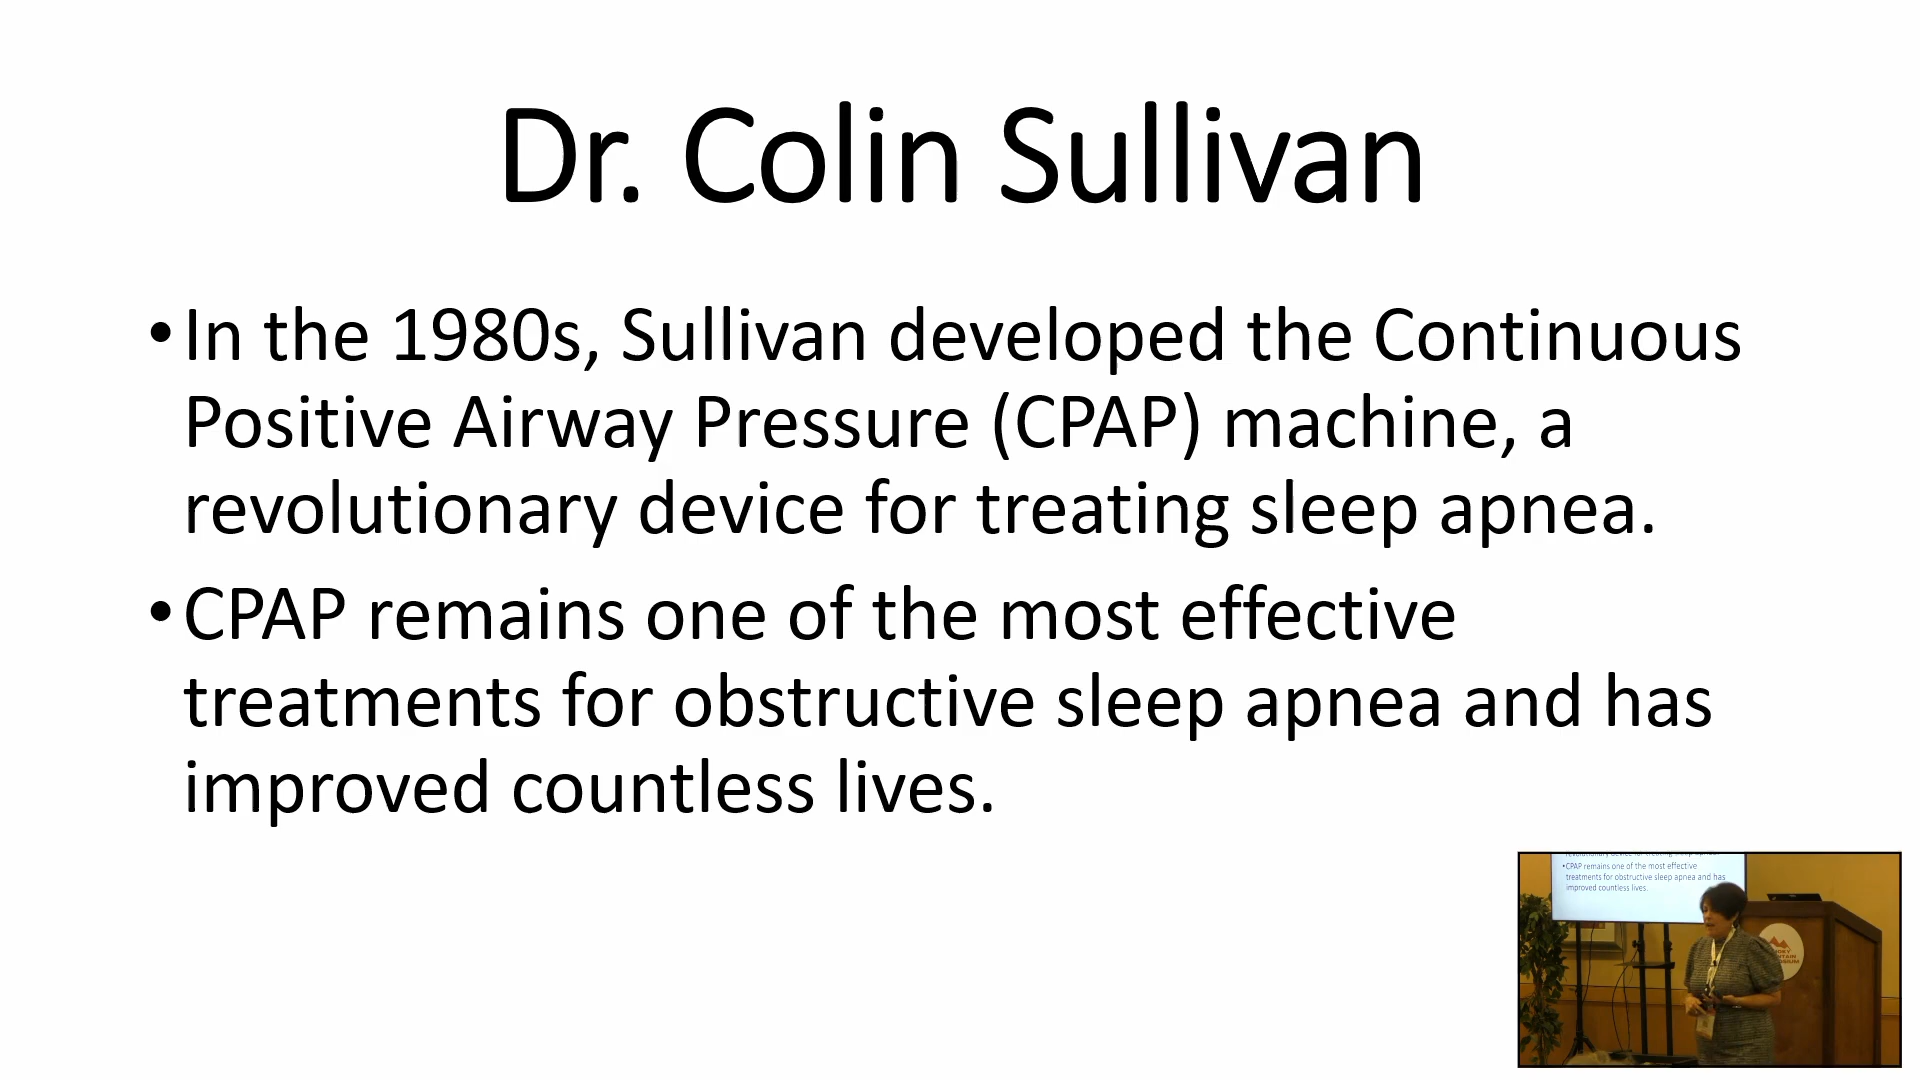 Dr. Colin Sullivan
•In the 1980s, Sullivan developed the Continuous
Positive Airway Pressure (CPAP) machine, a
revolutionary device for treating sleep apnea.
•CPAP remains one of the most effective
treatments for obstructive sleep apnea and has
improved countless lives.
•CPAP remains one of the most effective
treatments for obstructive sleep apnea and has
improved countless lives.